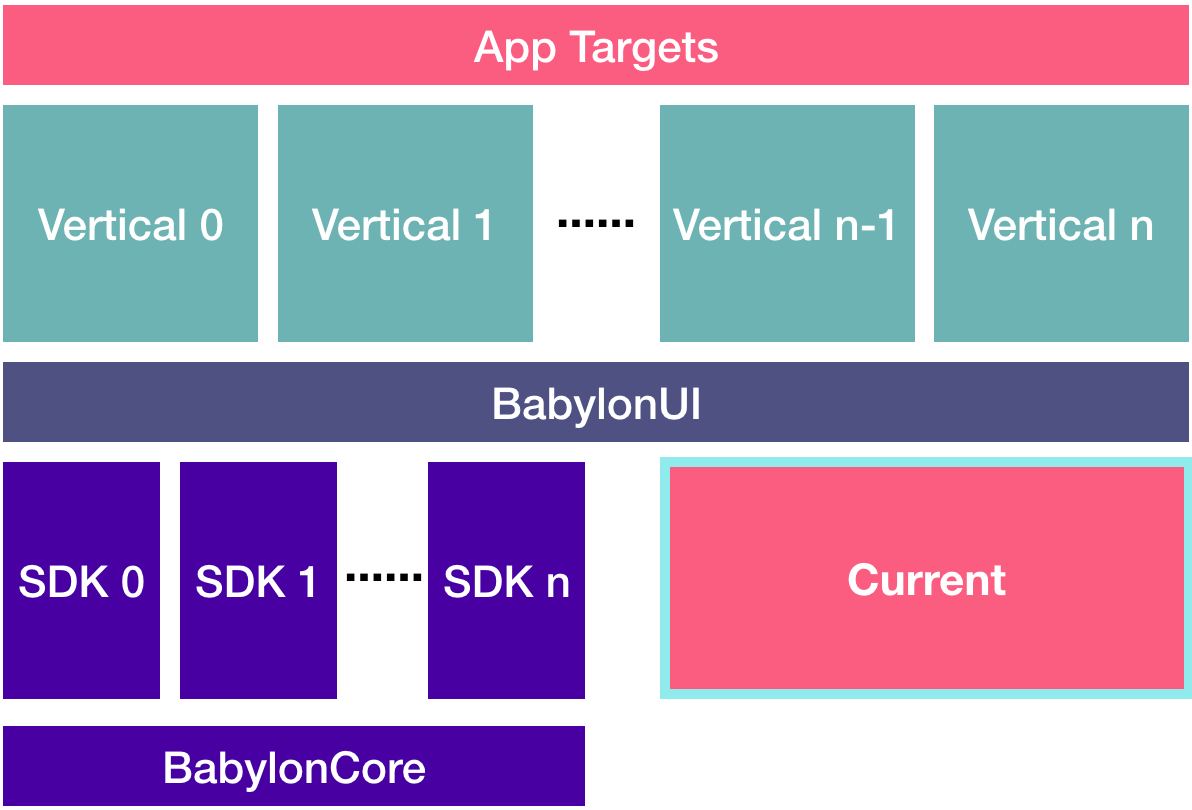 App Targets
Vertical 0
Vertical 1
......
Vertical n-1
Vertical n
BabylonUI
SDK 0
SDK 1
......
SDK n
Current
BabylonCore